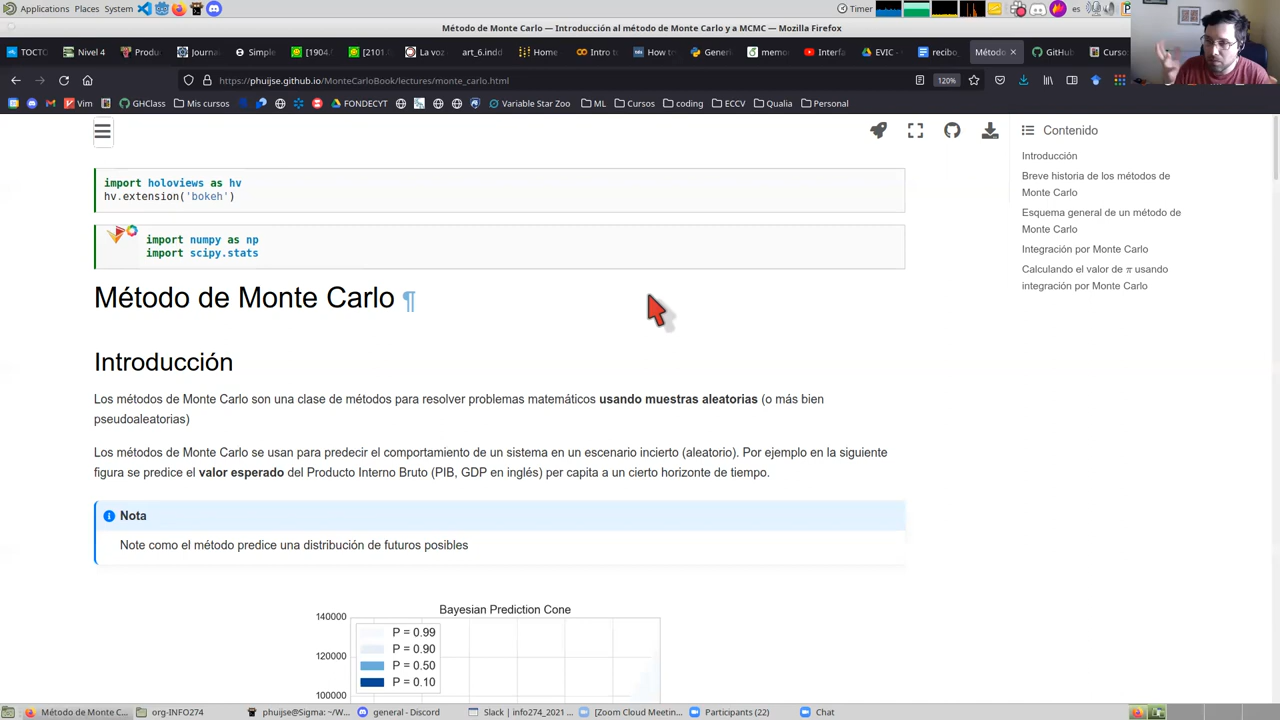 Applications Places System Timer es
Método de Monte Carlo — Introducción al método de Monte Carlo y a MCMC — Mozilla Firefox
TOCTO Nivel 4 Produ Journa Simple [1904. [2101. La voz art_6.indd Home Intro to How to Generic memo Interfa EVIC - recibo_ Método GitHub Curso
https://phuijse.github.io/MonteCarloBook/lectures/monte_carlo.html 120%
Vim GHClass Mis cursos FONDECYT Variable Star Zoo ML Cursos coding ECCV Qualia Personal
import holoviews as hv
hv.extension('bokeh')
import numpy as np
import scipy.stats
Método de Monte Carlo ¶
Introducción
Los métodos de Monte Carlo son una clase de métodos para resolver problemas matemáticos usando muestras aleatorias (o más bien
pseudoaleatorias)
Los métodos de Monte Carlo se usan para predecir el comportamiento de un sistema en un escenario incierto (aleatorio). Por ejemplo en la siguiente
figura se predice el valor esperado del Producto Interno Bruto (PIB, GDP en inglés) per capita a un cierto horizonte de tiempo.
Nota
Note como el método predice una distribución de futuros posibles
Bayesian Prediction Cone
140000
120000
100000
P = 0.99
P = 0.90
P = 0.50
P = 0.10
Contenido
Introducción
Breve historia de los métodos de
Monte Carlo
Esquema general de un método de
Monte Carlo
Integración por Monte Carlo
Calculando el valor de π usando
integración por Monte Carlo
Método de Monte C... org-INFO274 phuijse@Sigma: ~/W... general - Discord Slack | info274_2021 ... [Zoom Cloud Meetin... Participants (22) Chat